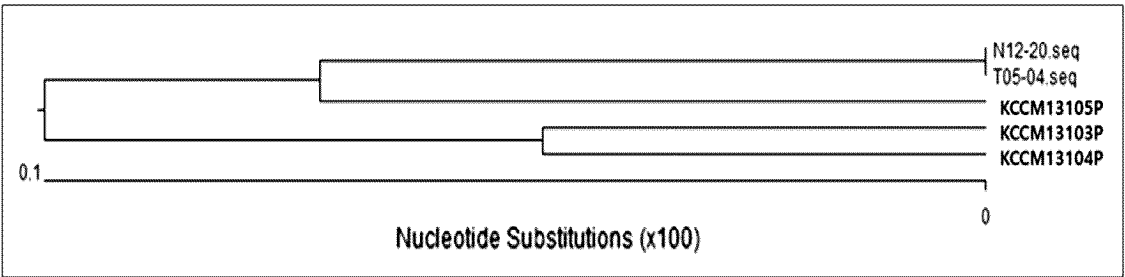 N12-20.seq
T05-04.seq
KCCM13105P
KCCM13103P
KCCM13104P
0.1
0
Nucleotide Substitutions (x100)